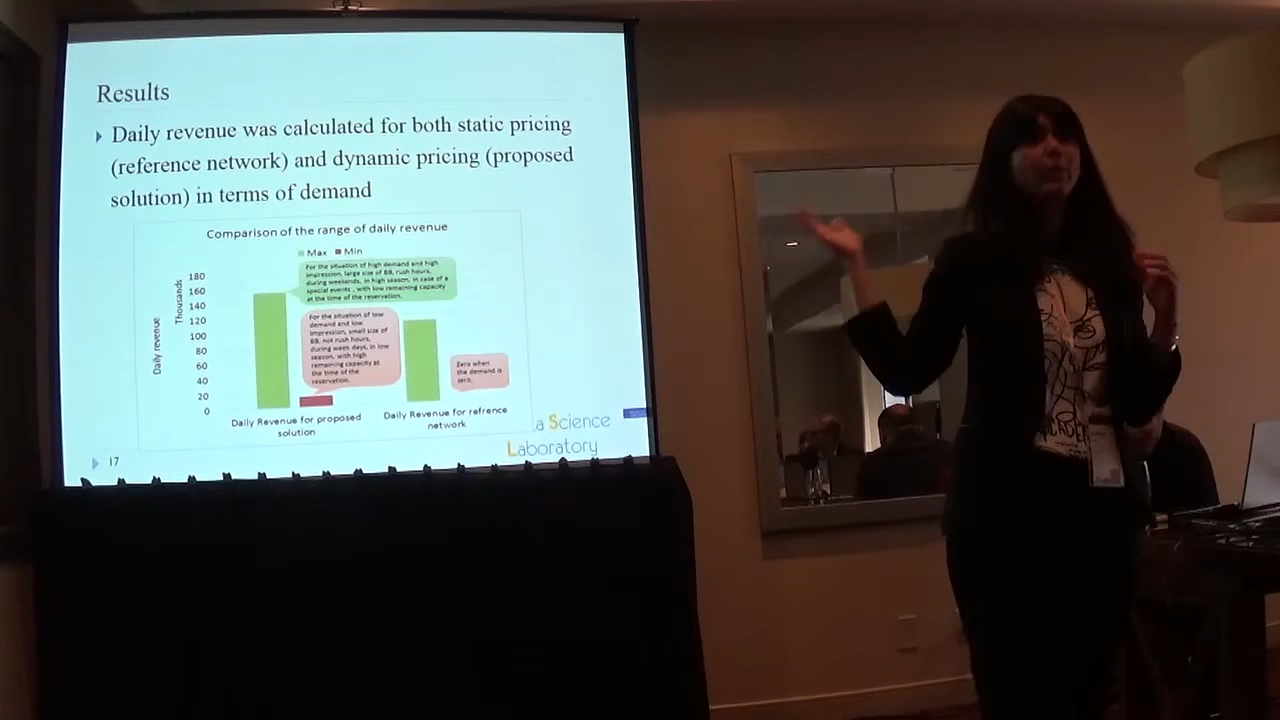 Results
Daily revenue was calculated for both static pricing
(reference network) and dynamic pricing (proposed
solution) in terms of demand
Comparison of the range of daily revenue
Max Min
Daily revenue
Thousands
180
160
140
120
100
80
60
40
20
0
For the situation of high demand and high
impression, large size of BB, rush hours,
during weekends, in high season, in case of a
special events , with low remaining capacity
at the time of the reservation.
For the situation of low
demand and low
impression, small size of
BB, not rush hours,
during week days, in low
season, with high
remaining capacity at
the time of the
reservation.
Zero when
the demand is
zero.
Daily Revenue for proposed
solution
Daily Revenue for refrence
network
a Science
Laboratory
17